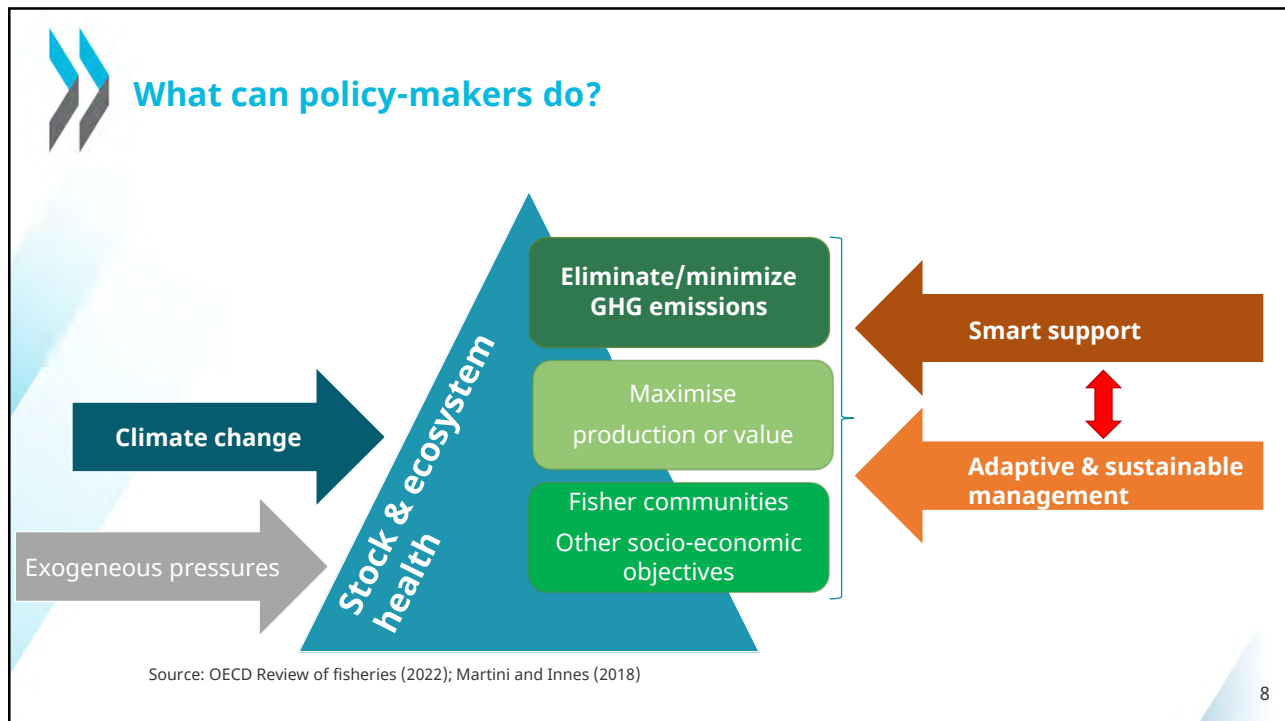 What can policy-makers do?
Eliminate/minimize
GHG emissions
Maximise
production or value
Fisher communities
Other socio-economic
objectives
Stock & ecosystem
health
Climate change
Exogeneous pressures
Smart support
Adaptive & sustainable
management
Source: OECD Review of fisheries (2022); Martini and Innes (2018)
8